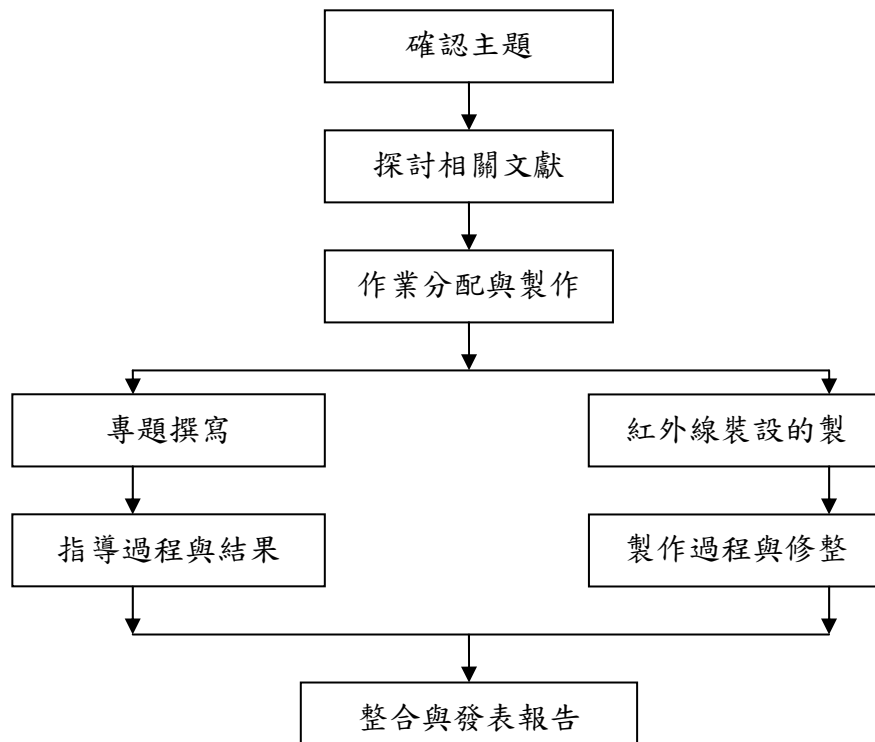 確認主題
探討相關文獻
作業分配與製作
專題撰寫
紅外線裝設的製
指導過程與結果
製作過程與修整
整合與發表報告